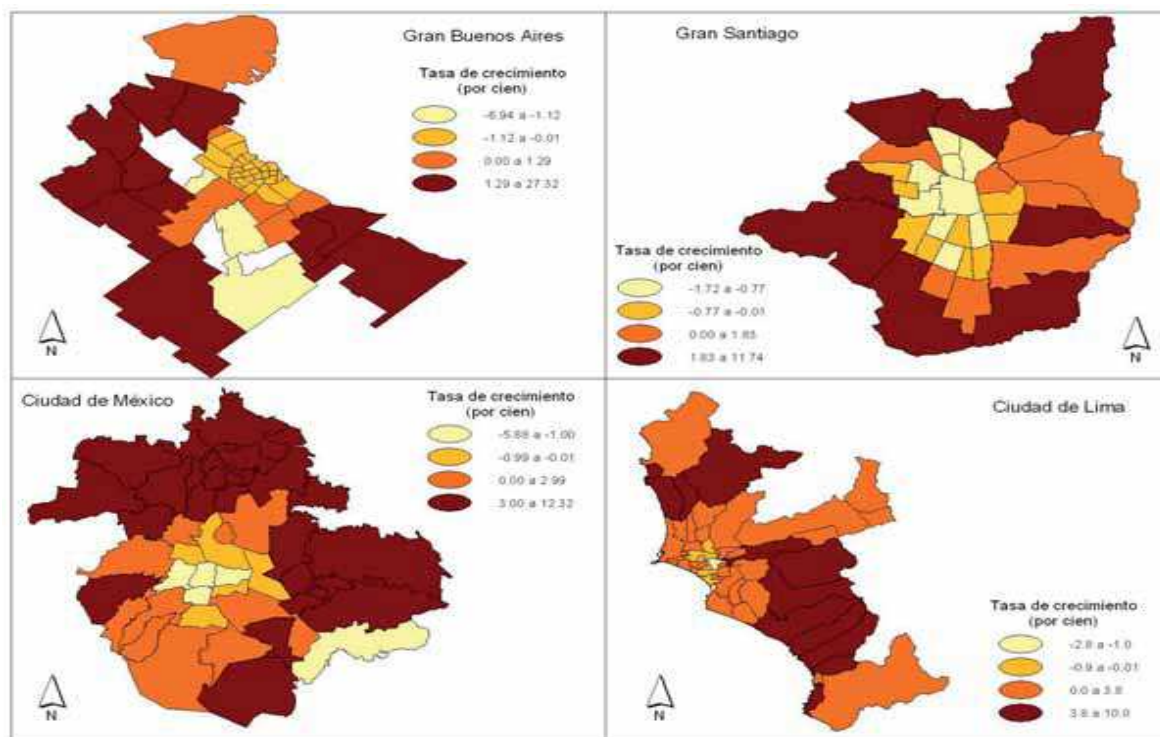 Gran Buenos Aires
Tasa de crecimiento
(por cien)
-6.94 a -1.12
-1.12 a -0.01
0.00 a 1.29
1.29 a 27.32
N
Gran Santiago
Tasa de crecimiento
(por cien)
-1.72 a -0.77
-0.77 a -0.01
0.00 a 1.83
1.83 a 11.74
N
Ciudad de México
Tasa de crecimiento
(por cien)
-5.88 a -1.00
-0.99 a -0.01
0.00 a 2.99
3.00 a 12.32
N
Ciudad de Lima
Tasa de crecimiento
(por cien)
-2.8 a -1.0
-0.9 a -0.01
0.0 a 3.8
3.8 a 10.0
N